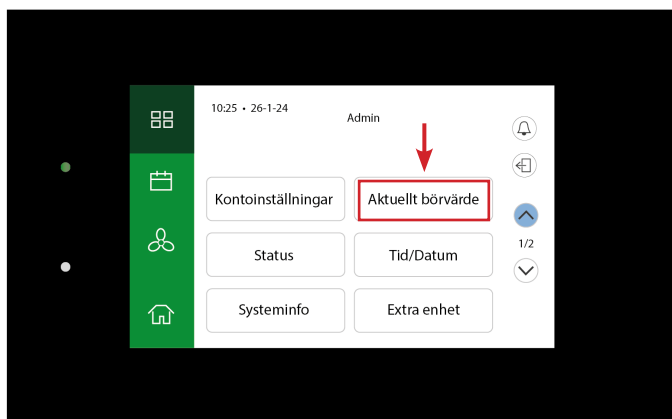 10:25 • 26-1-24
Admin
Kontoinställningar
Aktuellt börvärde
Status
Tid/Datum
1/2
Systeminfo
Extra enhet